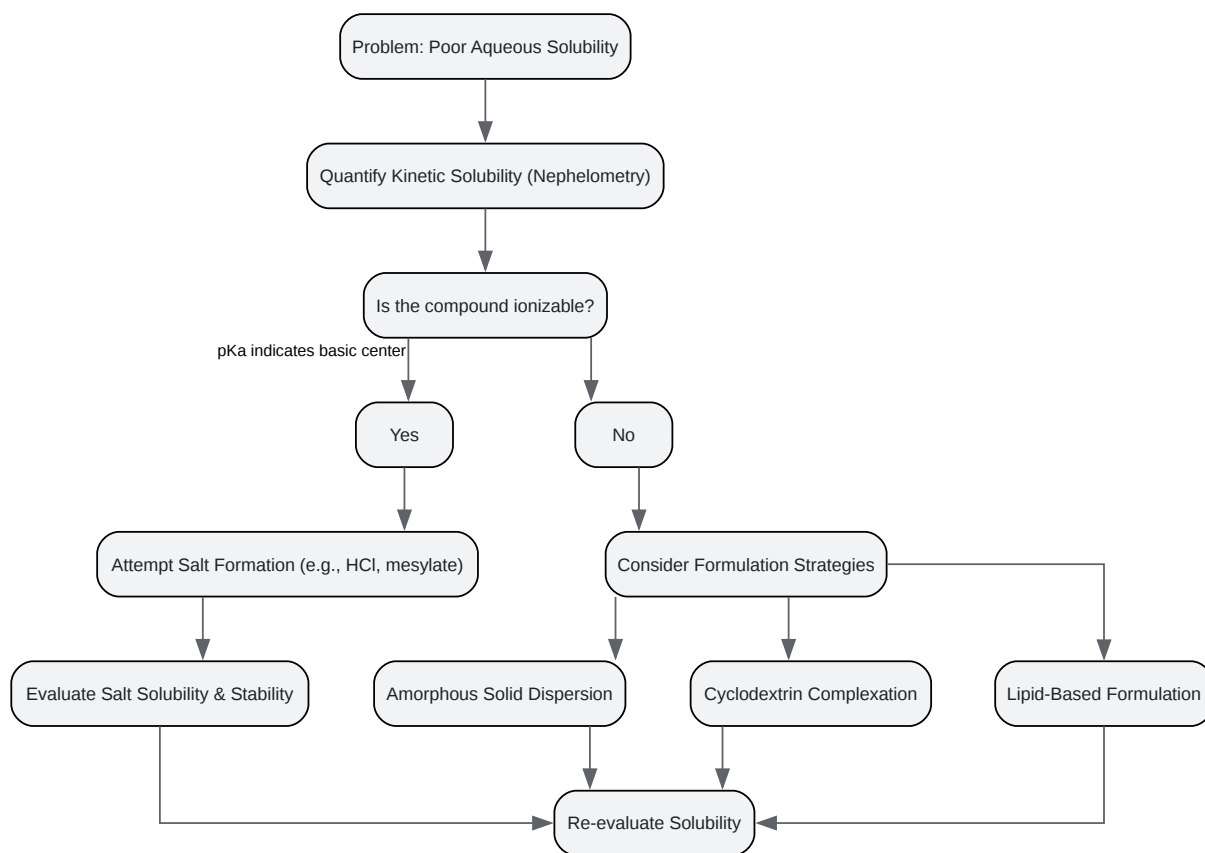 Problem: Poor Aqueous Solubility
Quantify Kinetic Solubility (Nephelometry)
Is the compound ionizable?
pKa indicates basic center
Yes
No
Attempt Salt Formation (e.g., HCl, mesylate)
Consider Formulation Strategies
Evaluate Salt Solubility & Stability
Amorphous Solid Dispersion
Cyclodextrin Complexation
Lipid-Based Formulation
Re-evaluate Solubility